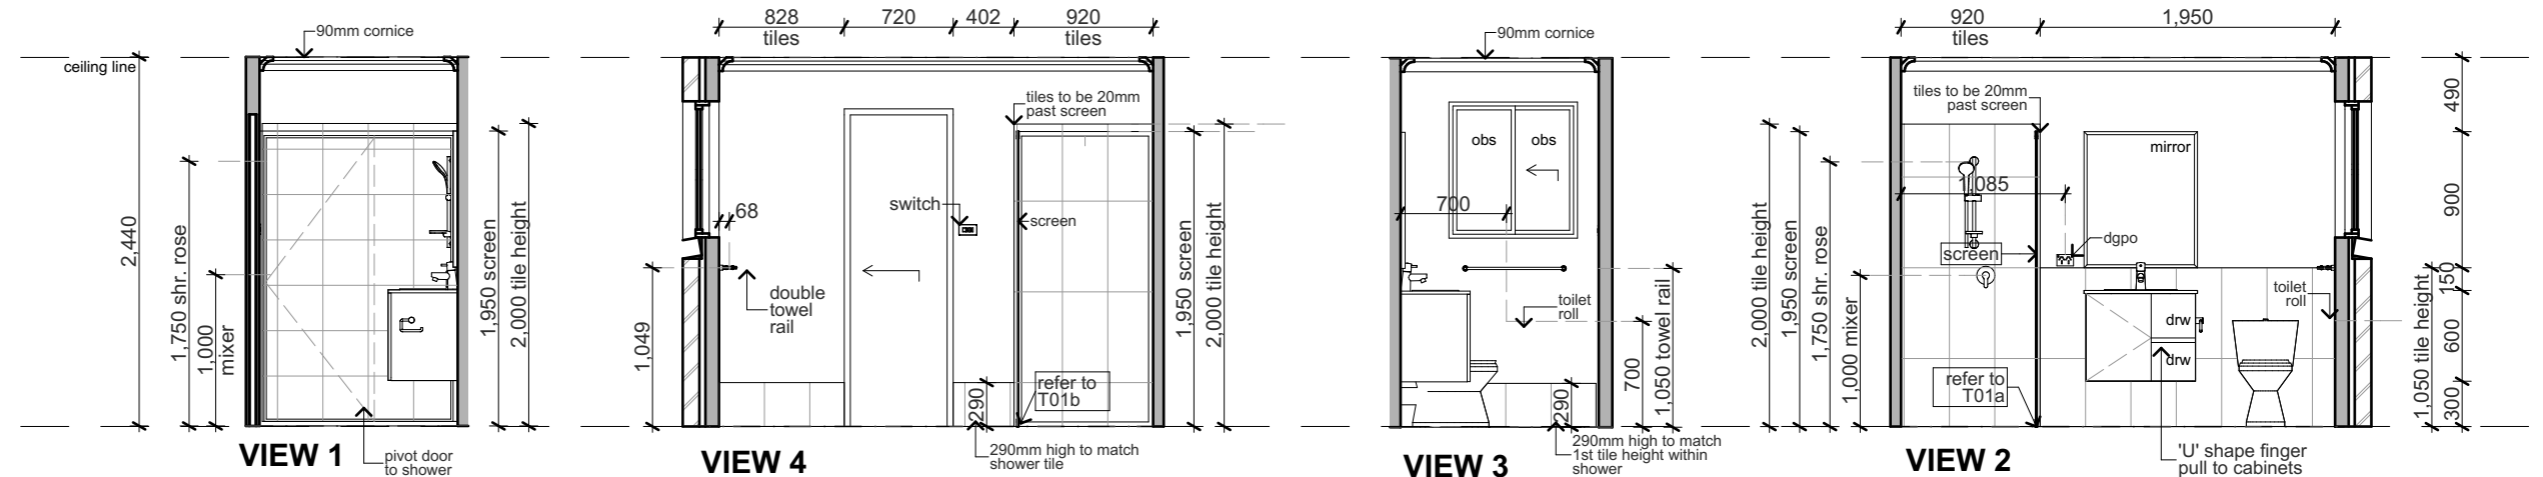 90mm cornice
ceiling line
2,440
1,750 shr. rose
1,000
mixer
1,950 screen
2,000 tile height
VIEW 1
pivot door
to shower
828
tiles
720
402
920
tiles
tiles to be 20mm
past screen
68
switch
screen
double
towel
rail
1,049
290
refer to
T01b
1,950 screen
2,000 tile height
VIEW 4
290mm high to match
shower tile
90mm cornice
obs
obs
700
toilet
roll
290
700
1,050 towel rail
VIEW 3
290mm high to match
1st tile height within
shower
920
tiles
1,950
tiles to be 20mm
past screen
mirror
1,085
2,000 tile height
1,950 screen
1,750 shr. rose
1,000 mixer
screen
dgpo
toilet
roll
drw
drw
refer to
T01a
490
900
150
600
300
1,050 tile height
VIEW 2
'U' shape finger
pull to cabinets